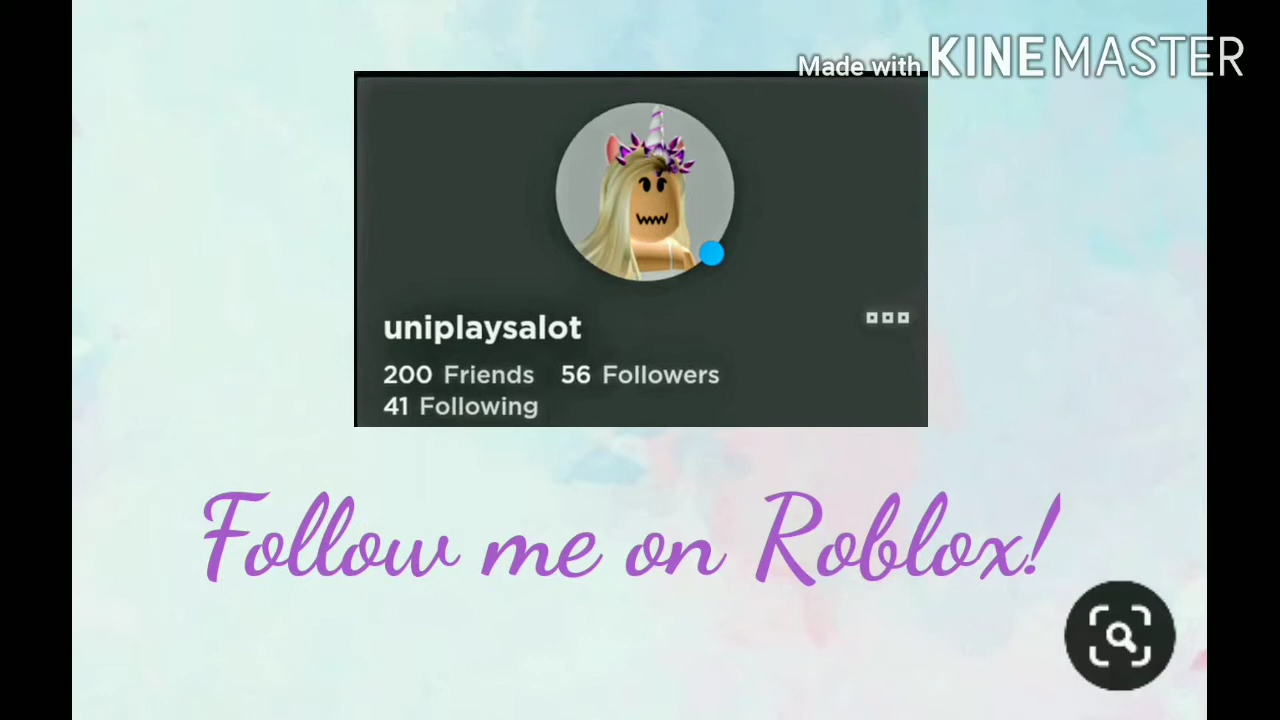 Made with KINEMASTER
uniplaysalot
200 Friends 56 Followers
41 Following
Follow me on Roblox!